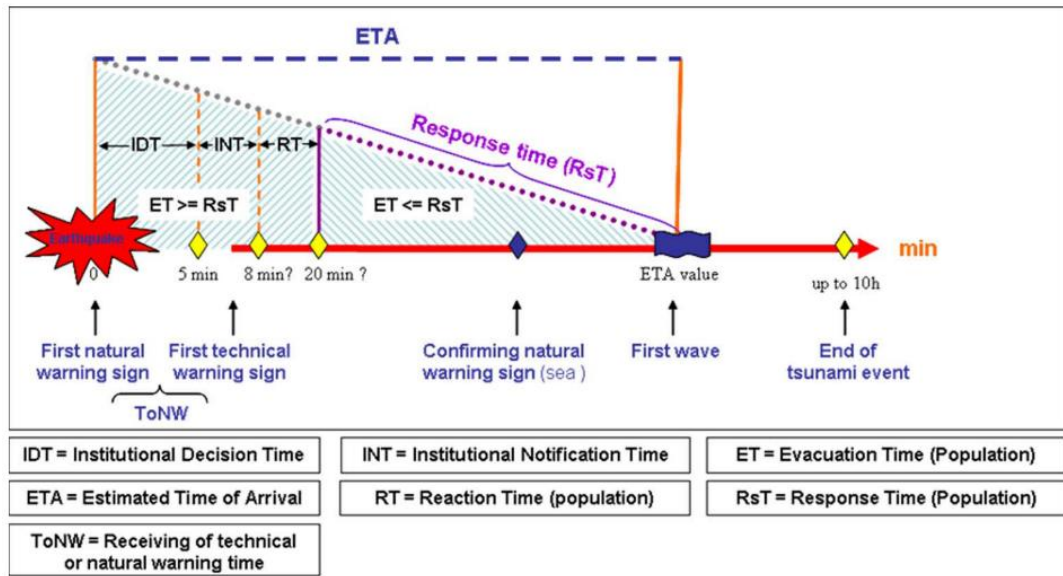 ETA
Response time (RsT)
IDT
INT
RT
ET >= RsT
ET <= RsT
Earthquake
min
0
5 min
8 min?
20 min ?
ETA value
up to 10h
First natural
warning sign
First technical
warning sign
Confirming natural
warning sign (sea )
First wave
End of
tsunami event
ToNW
IDT = Institutional Decision Time
INT = Institutional Notification Time
ET = Evacuation Time (Population)
ETA = Estimated Time of Arrival
RT = Reaction Time (population)
RsT = Response Time (Population)
ToNW = Receiving of technical
or natural warning time